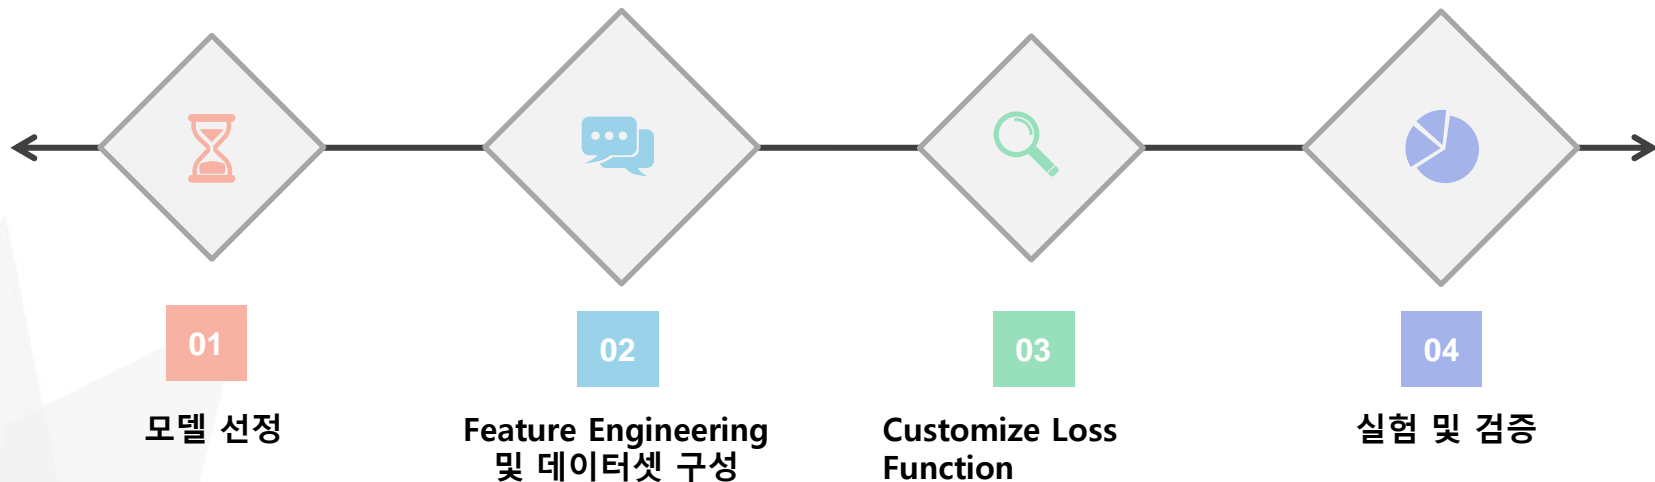 01
모델 선정
02
Feature Engineering
및 데이터셋 구성
03
Customize Loss
Function
04
실험 및 검증